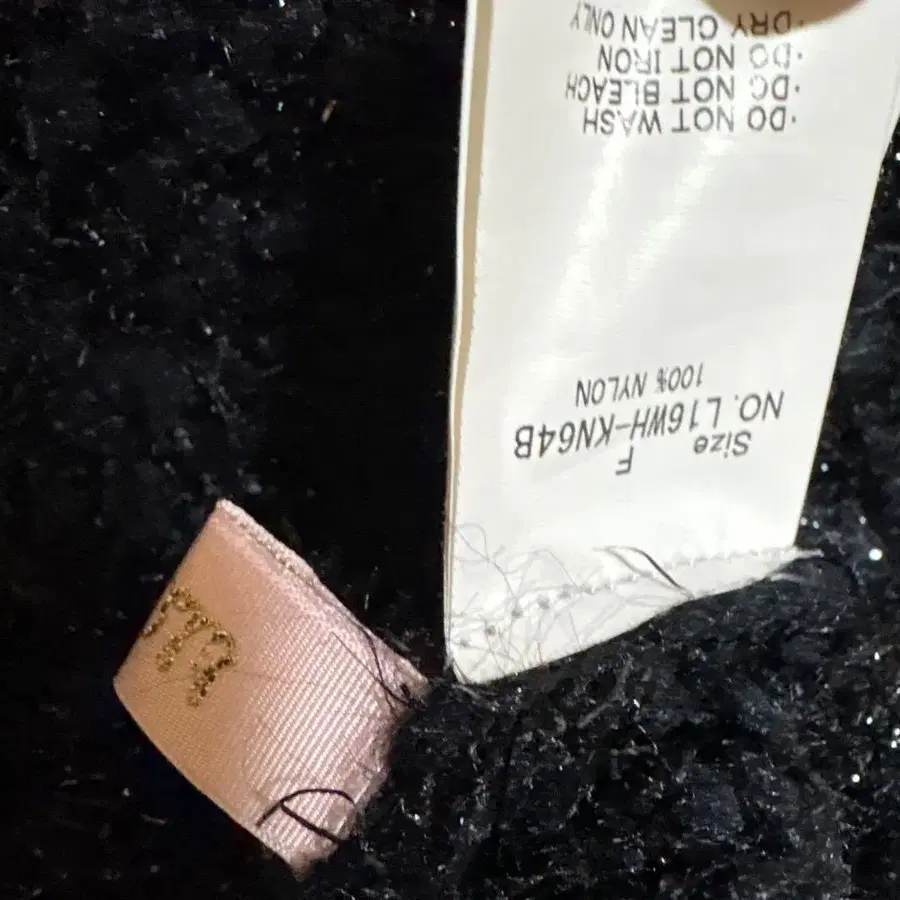 Size F
NO. L16WH-KN64B
100% NYLON
·DO NOT WASH
·DO NOT BLEACH
·DO NOT IRON
·DRY CLEAN ONLY